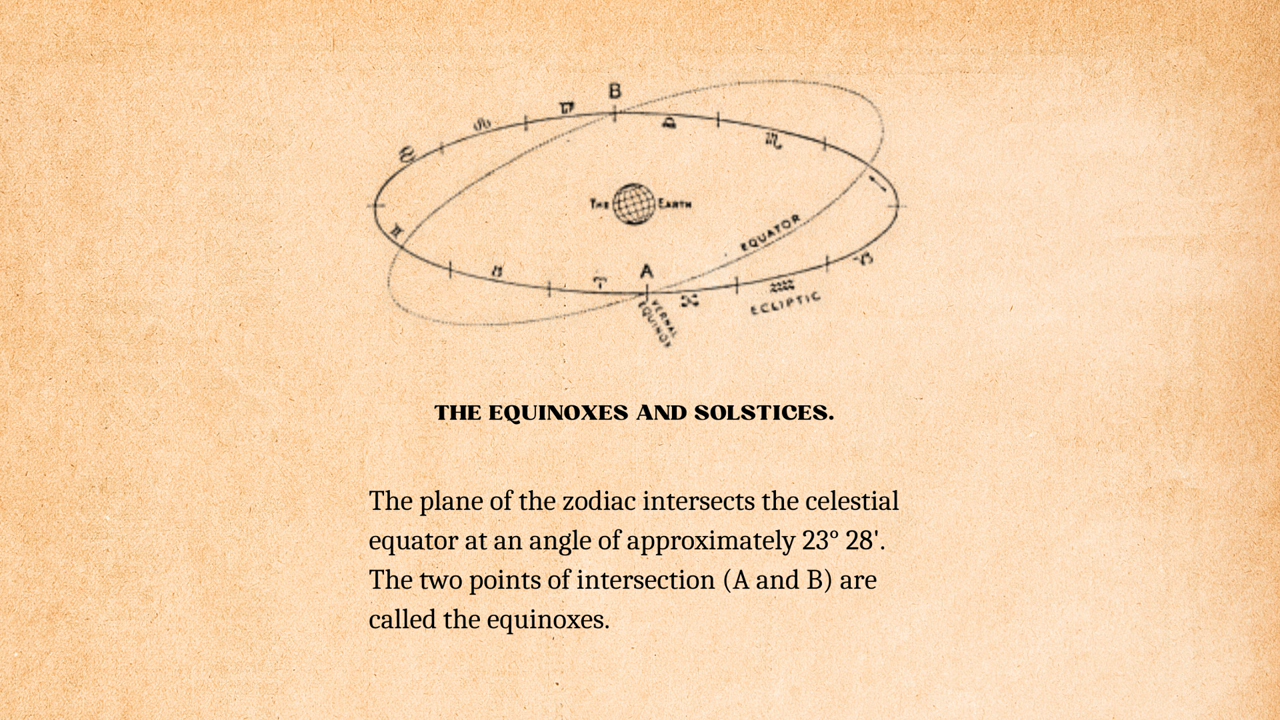 B
♌ ♍ ♎ ♏
♋
THE EARTH
♊
EQUATOR
A
♉ ♈ ♓ ♒ ♑
VERNAL
EQUINOX
ECLIPTIC
THE EQUINOXES AND SOLSTICES.
The plane of the zodiac intersects the celestial
equator at an angle of approximately 23° 28'.
The two points of intersection (A and B) are
called the equinoxes.